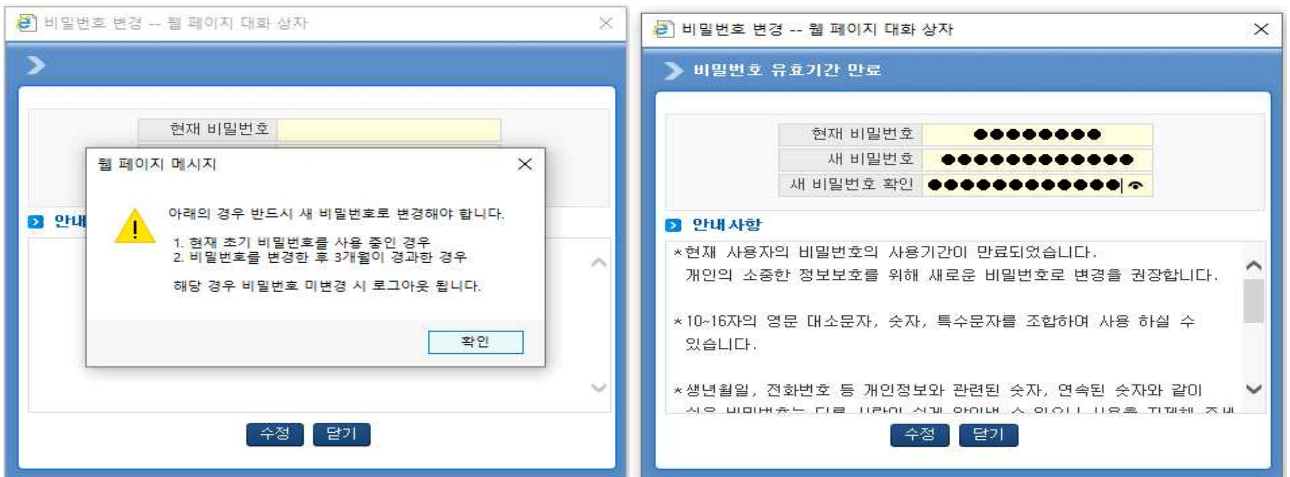 비밀번호 변경 -- 웹 페이지 대화 상자
현재 비밀번호
웹 페이지 메시지
아래의 경우 반드시 새 비밀번호로 변경해야 합니다.
1. 현재 초기 비밀번호를 사용 중인 경우
2. 비밀번호를 변경한 후 3개월이 경과한 경우
해당 경우 비밀번호 미변경 시 로그아웃 됩니다.
확인
안내
수정 닫기
비밀번호 변경 -- 웹 페이지 대화 상자
비밀번호 유효기간 만료
현재 비밀번호 ●●●●●●●●
새 비밀번호 ●●●●●●●●●●●●
새 비밀번호 확인 ●●●●●●●●●●●●
안내사항
*현재 사용자의 비밀번호의 사용기간이 만료되었습니다.
개인의 소중한 정보보호를 위해 새로운 비밀번호로 변경을 권장합니다.
*10~16자의 영문 대소문자, 숫자, 특수문자를 조합하여 사용 하실 수
있습니다.
*생년월일, 전화번호 등 개인정보와 관련된 숫자, 연속된 숫자와 같이
수정 닫기